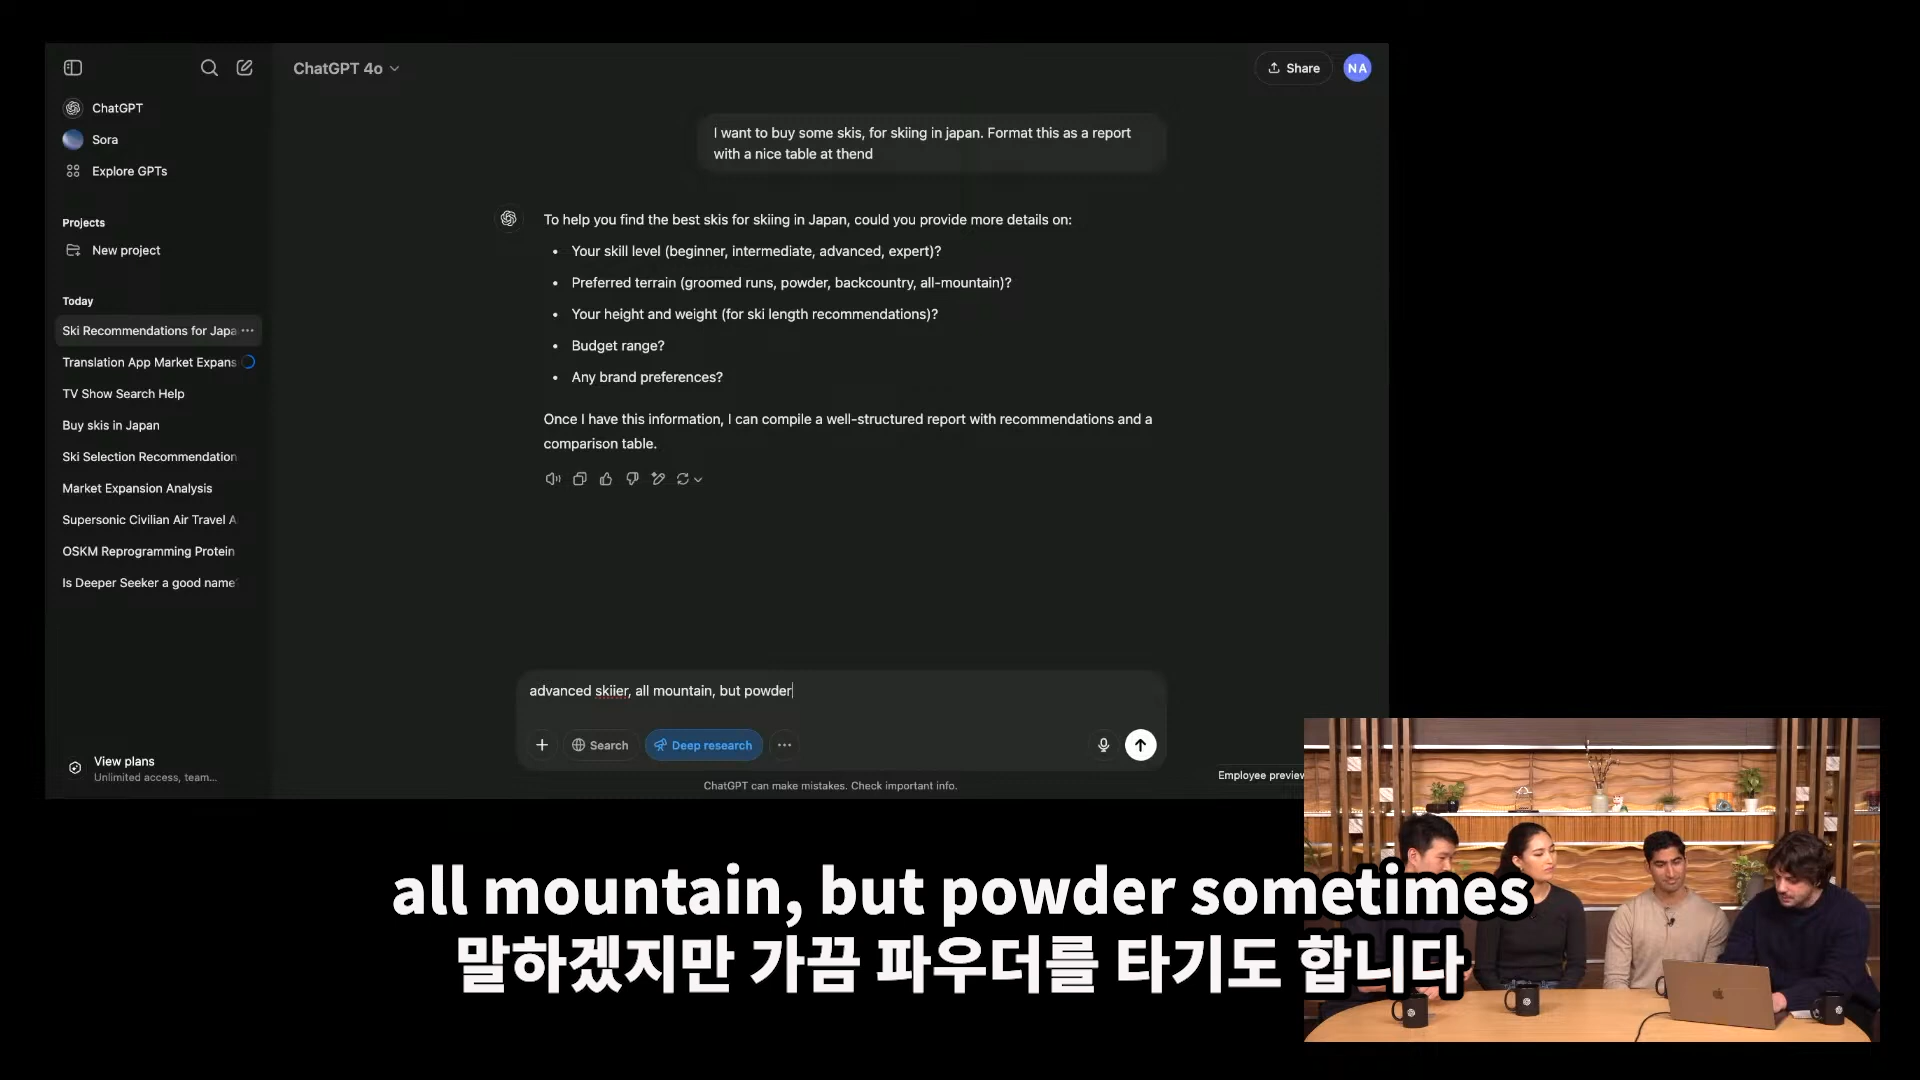 ChatGPT 4o
Share
NA
ChatGPT
Sora
Explore GPTs
Projects
New project
Today
Ski Recommendations for Japa
Translation App Market Expans
TV Show Search Help
Buy skis in Japan
Ski Selection Recommendation
Market Expansion Analysis
Supersonic Civilian Air Travel A
OSKM Reprogramming Protein
Is Deeper Seeker a good name
View plans
Unlimited access, team...
I want to buy some skis, for skiing in japan. Format this as a report
with a nice table at thend
To help you find the best skis for skiing in Japan, could you provide more details on:
• Your skill level (beginner, intermediate, advanced, expert)?
• Preferred terrain (groomed runs, powder, backcountry, all-mountain)?
• Your height and weight (for ski length recommendations)?
• Budget range?
• Any brand preferences?
Once I have this information, I can compile a well-structured report with recommendations and a
comparison table.
advanced skiier, all mountain, but powder
Search
Deep research
ChatGPT can make mistakes. Check important info.
Employee preview
all mountain, but powder sometimes
말하겠지만 가끔 파우더를 타기도 합니다